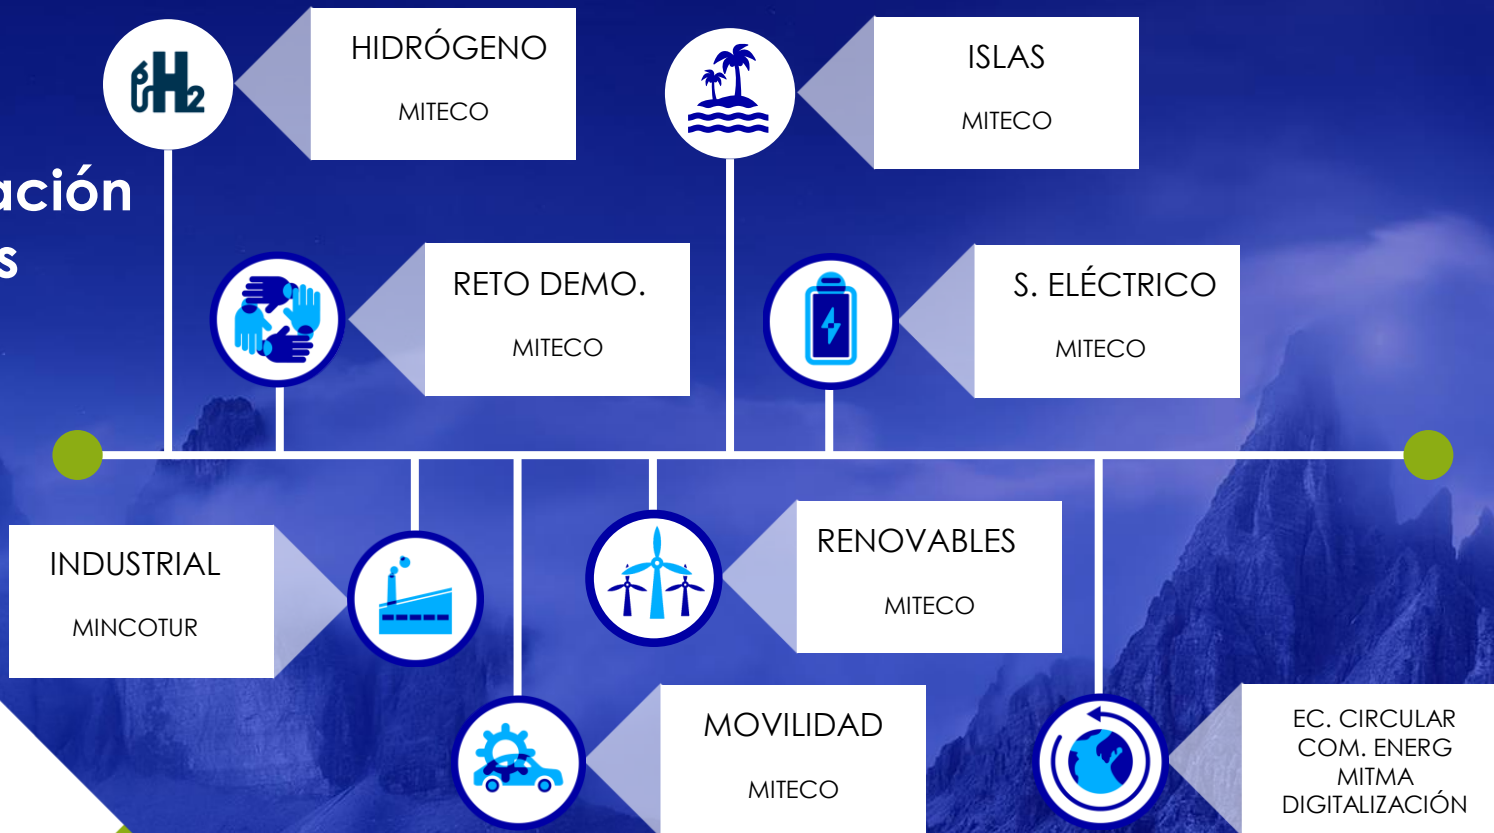 HIDRÓGENO
MITECO
ISLAS
MITECO
H2
RETO DEMO.
MITECO
S. ELÉCTRICO
MITECO
INDUSTRIAL
MINCOTUR
RENOVABLES
MITECO
MOVILIDAD
MITECO
EC. CIRCULAR
COM. ENERG
MITMA
DIGITALIZACIÓN